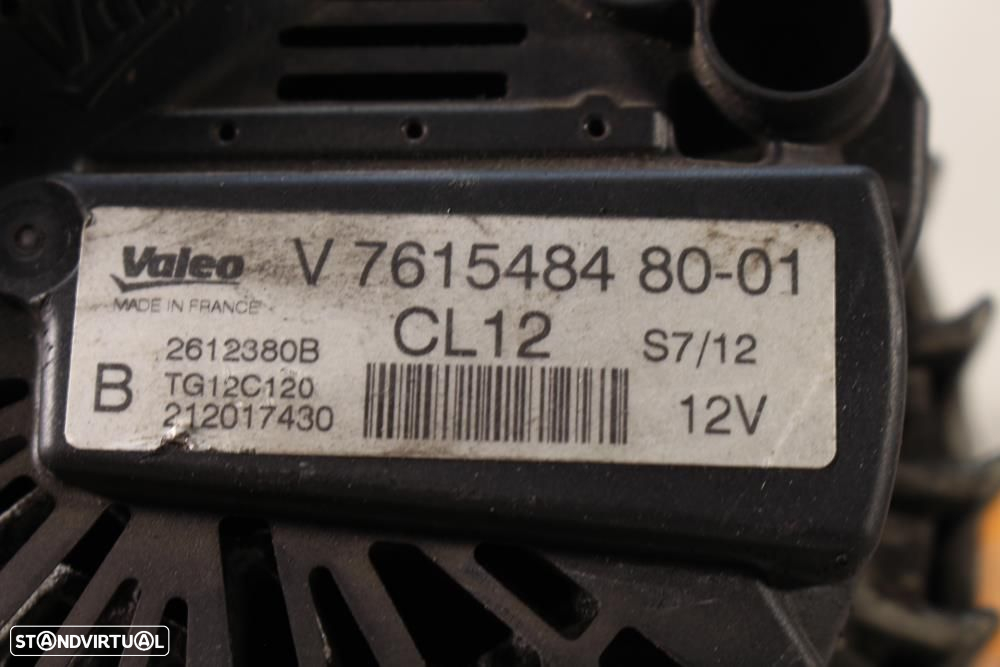 Valeo
MADE IN FRANCE
V 7615484 80-01
CL12
S7/12
2612380B
B
TG12C120
212017430
12V
STANDVIRTUAL